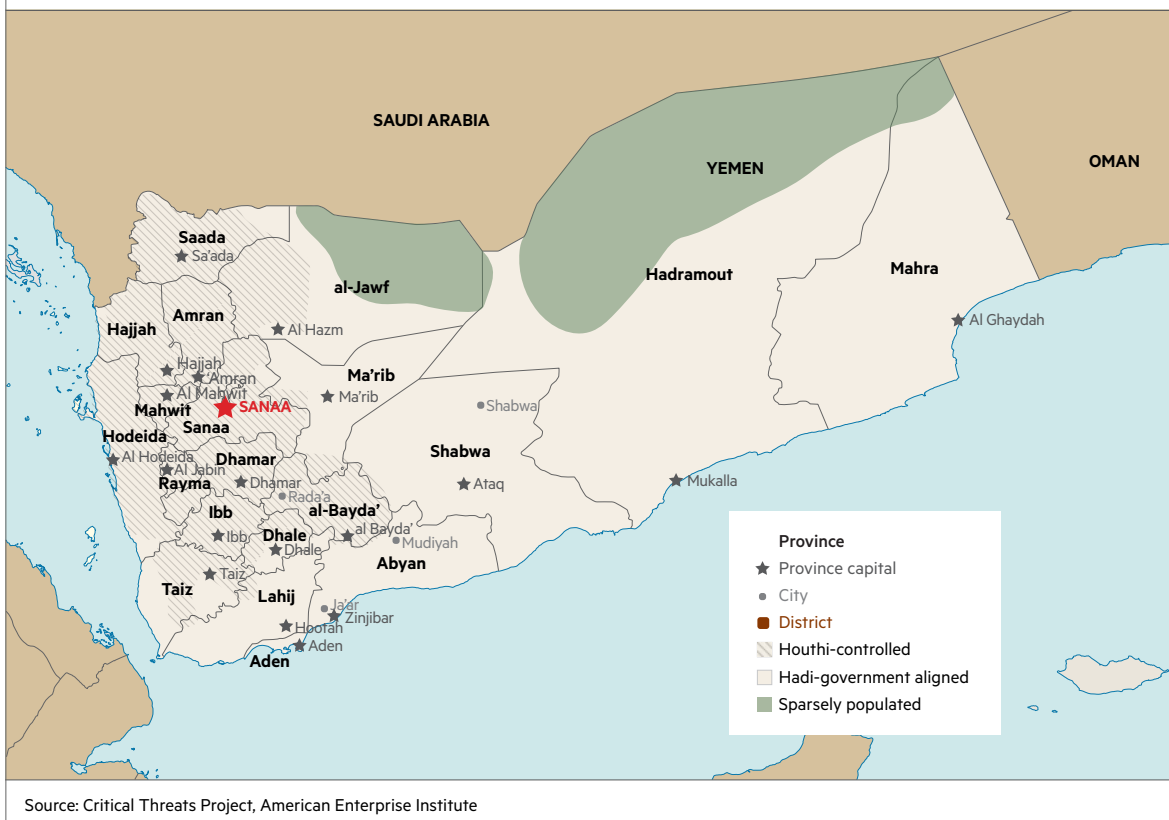 SAUDI ARABIA
YEMEN
OMAN
Saada
Sa'ada
Hadramout
Mahra
al-Jawf
Amran
Hajjah
Al Hazm
Al Ghaydah
Hajjah
Amran
Ma'rib
Al Mahwit
Ma'rib
Mahwit
SANAA
Shabwa
Sanaa
Hodeida
Shabwa
Al Hodeida
Dhamar
Al Jabin
Rayma
Dhamar
Ataq
Mukalla
Rada'a
Ibb
al-Bayda'
Ibb
Dhale
al Bayda'
Dhale
Mudiyah
Abyan
Taiz
Taiz
Lahij
Ja'ar
Zinjibar
Hootah
Aden
Aden
Province
Province capital
City
District
Houthi-controlled
Hadi-government aligned
Sparsely populated
Source: Critical Threats Project, American Enterprise Institute